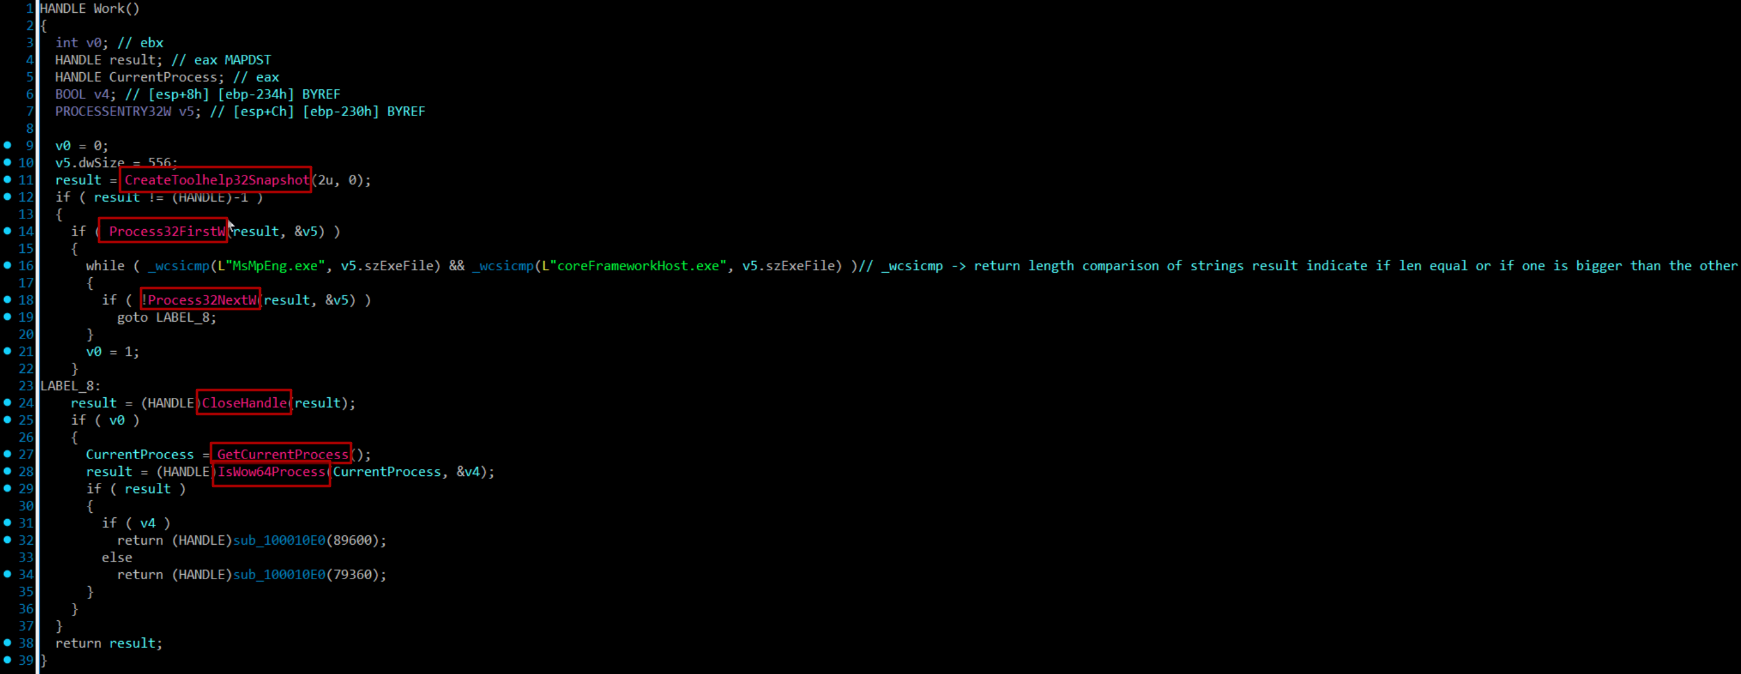 1 HANDLE Work()
2 {
3 int v0; // ebx
4 HANDLE result; // eax MAPDST
5 HANDLE CurrentProcess; // eax
6 BOOL v4; // [esp+8h] [ebp-234h] BYREF
7 PROCESSENTRY32W v5; // [esp+Ch] [ebp-230h] BYREF
8
9 v0 = 0;
10 v5.dwSize = 556;
11 result = CreateToolhelp32Snapshot(2u, 0);
12 if ( result != (HANDLE)-1 )
13 {
14 if ( Process32FirstW(result, &v5) )
15 {
16 while ( _wcsicmp(L"MsMpEng.exe", v5.szExeFile) && _wcsicmp(L"coreFrameworkHost.exe", v5.szExeFile) )// _wcsicmp -> return length comparison of strings result indicate if len equal or if one is bigger than the other
17 {
18 if ( !Process32NextW(result, &v5) )
19 goto LABEL_8;
20 }
21 v0 = 1;
22 }
23 LABEL_8:
24 result = (HANDLE)CloseHandle(result);
25 if ( v0 )
26 {
27 CurrentProcess = GetCurrentProcess();
28 result = (HANDLE)IsWow64Process(CurrentProcess, &v4);
29 if ( result )
30 {
31 if ( v4 )
32 return (HANDLE)sub_100010E0(89600);
33 else
34 return (HANDLE)sub_100010E0(79360);
35 }
36 }
37 }
38 return result;
39 }